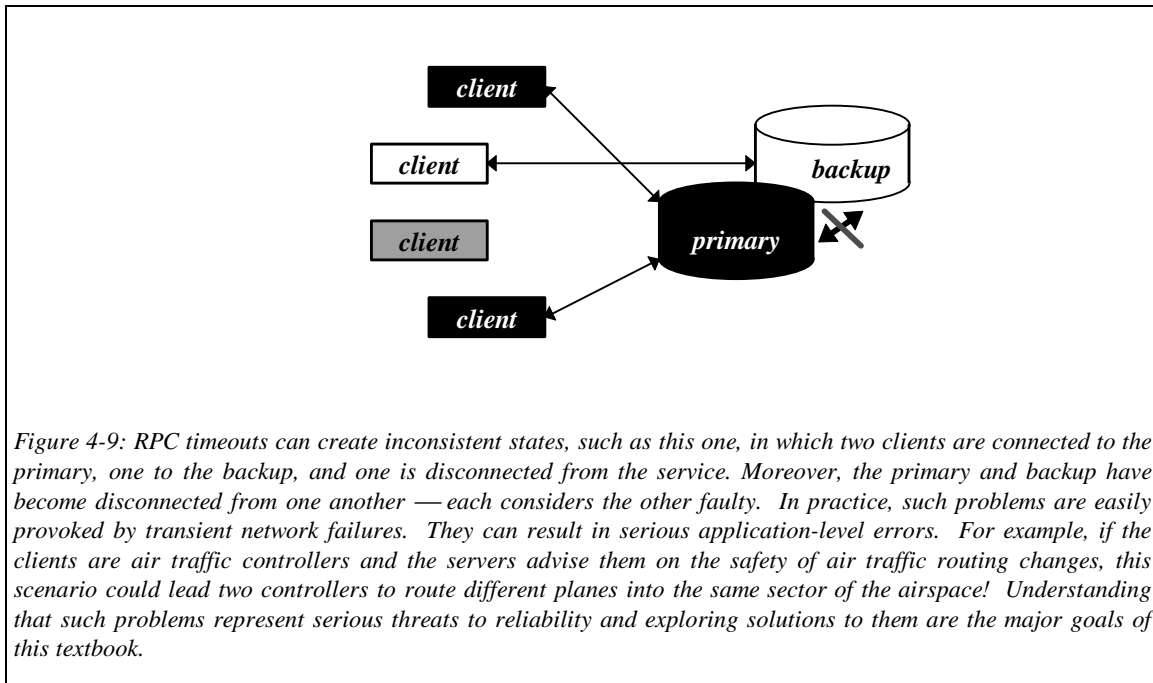 client
client
backup
client
primary
client
Figure 4-9: RPC timeouts can create inconsistent states, such as this one, in which two clients are connected to the
primary, one to the backup, and one is disconnected from the service. Moreover, the primary and backup have
become disconnected from one another — each considers the other faulty. In practice, such problems are easily
provoked by transient network failures. They can result in serious application-level errors. For example, if the
clients are air traffic controllers and the servers advise them on the safety of air traffic routing changes, this
scenario could lead two controllers to route different planes into the same sector of the airspace! Understanding
that such problems represent serious threats to reliability and exploring solutions to them are the major goals of
this textbook.